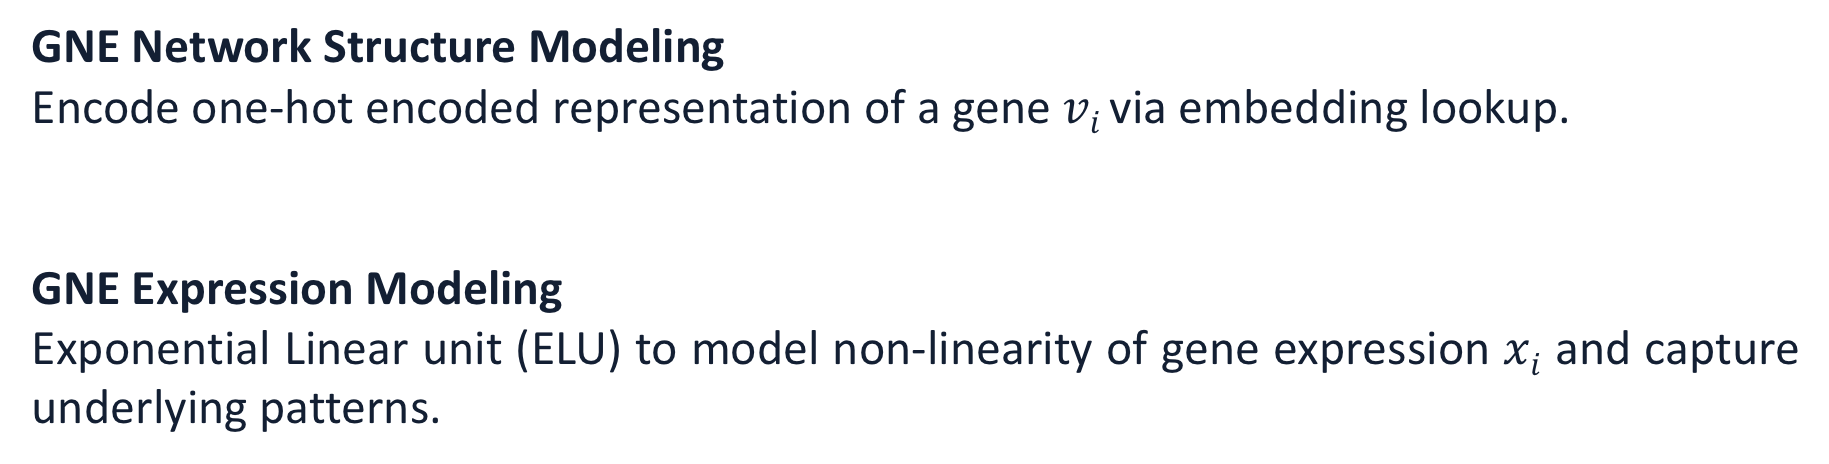 GNE Network Structure Modeling
Encode one-hot encoded representation of a gene 𝑣ᵢ via embedding lookup.
GNE Expression Modeling
Exponential Linear unit (ELU) to model non-linearity of gene expression 𝑥ᵢ and capture
underlying patterns.